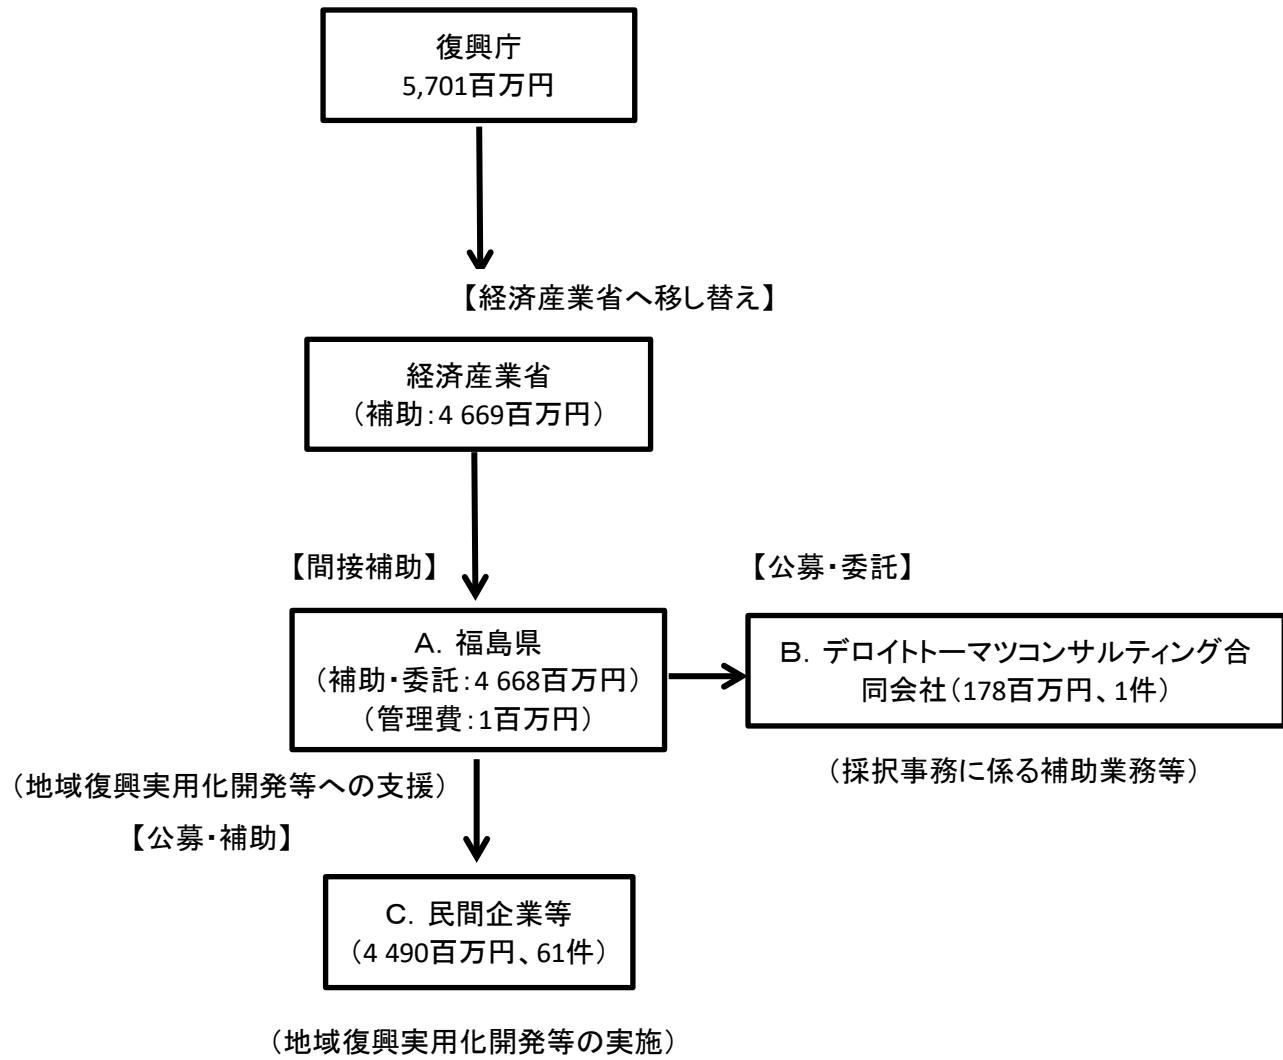 復興庁
5,701百万円
【経済産業省へ移し替え】
経済産業省
（補助：4 669百万円）
【間接補助】
【公募・委託】
A．福島県
（補助・委託：4 668百万円）
（管理費：1百万円）
B．デロイトトーマツコンサルティング合
同会社（178百万円、1件）
（採択事務に係る補助業務等）
（地域復興実用化開発等への支援）
【公募・補助】
C．民間企業等
（4 490百万円、61件）
（地域復興実用化開発等の実施）